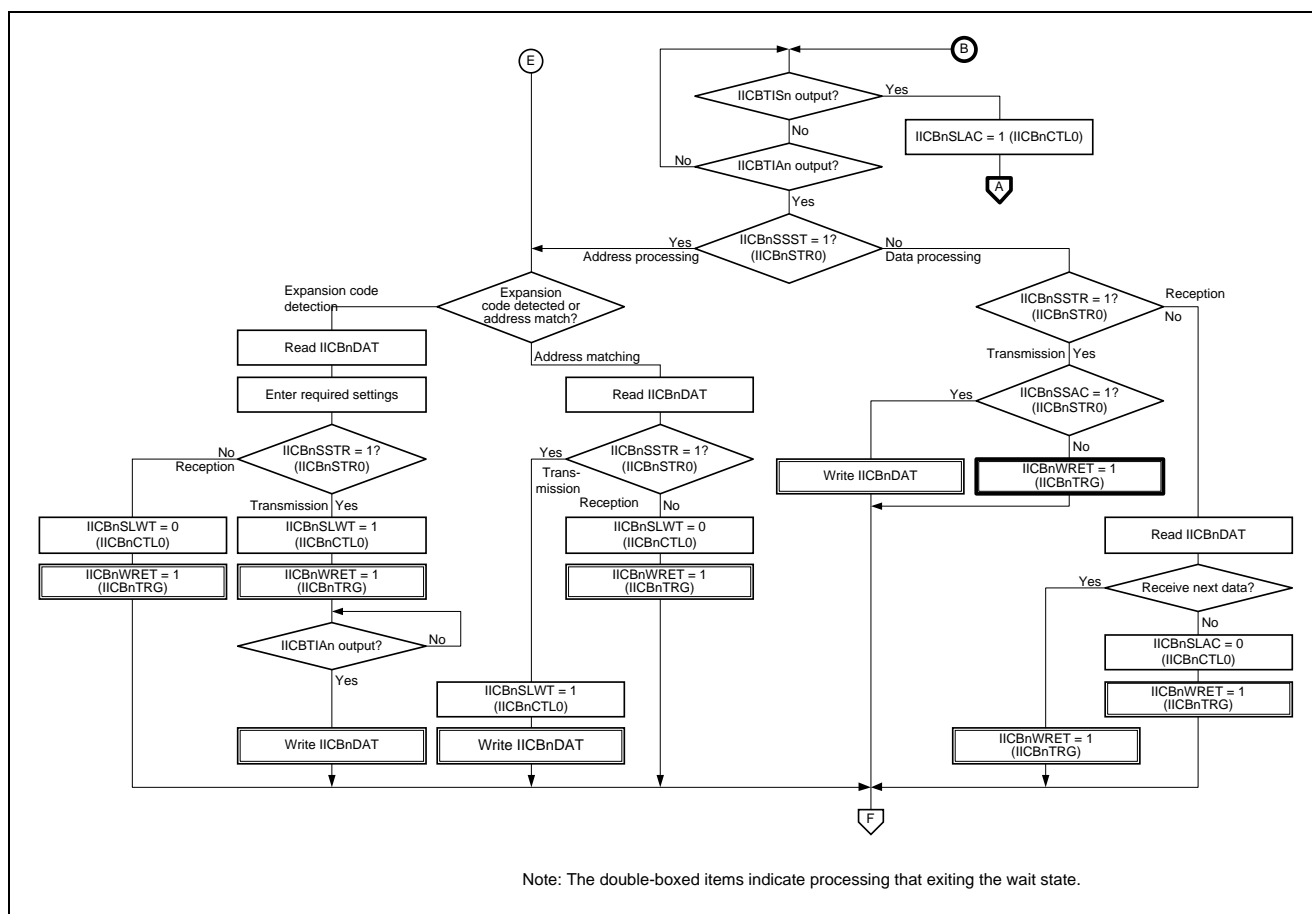 E
B
IICBTISn output?
Yes
No
IICBnSLAC = 1 (IICBnCTL0)
IICBTIAn output?
No
A
Yes
IICBnSSST = 1?
(IICBnSTR0)
Yes
Address processing
No
Data processing
Expansion code
detection
Expansion
code detected or
address match?
IICBnSSTR = 1?
(IICBnSTR0)
Reception
No
Read IICBnDAT
Address matching
Transmission
Yes
Enter required settings
Read IICBnDAT
Yes
IICBnSSAC = 1?
(IICBnSTR0)
No
Reception
IICBnSSTR = 1?
(IICBnSTR0)
Yes
Trans-
mission
IICBnSSTR = 1?
(IICBnSTR0)
No
Write IICBnDAT
IICBnWRET = 1
(IICBnTRG)
Transmission
Yes
Reception
No
IICBnSLWT = 0
(IICBnCTL0)
IICBnSLWT = 1
(IICBnCTL0)
IICBnSLWT = 0
(IICBnCTL0)
Read IICBnDAT
IICBnWRET = 1
(IICBnTRG)
IICBnWRET = 1
(IICBnTRG)
IICBnWRET = 1
(IICBnTRG)
Yes
Receive next data?
No
IICBTIAn output?
No
Yes
IICBnSLAC = 0
(IICBnCTL0)
IICBnSLWT = 1
(IICBnCTL0)
IICBnWRET = 1
(IICBnTRG)
Write IICBnDAT
Write IICBnDAT
IICBnWRET = 1
(IICBnTRG)
F
Note: The double-boxed items indicate processing that exiting the wait state.